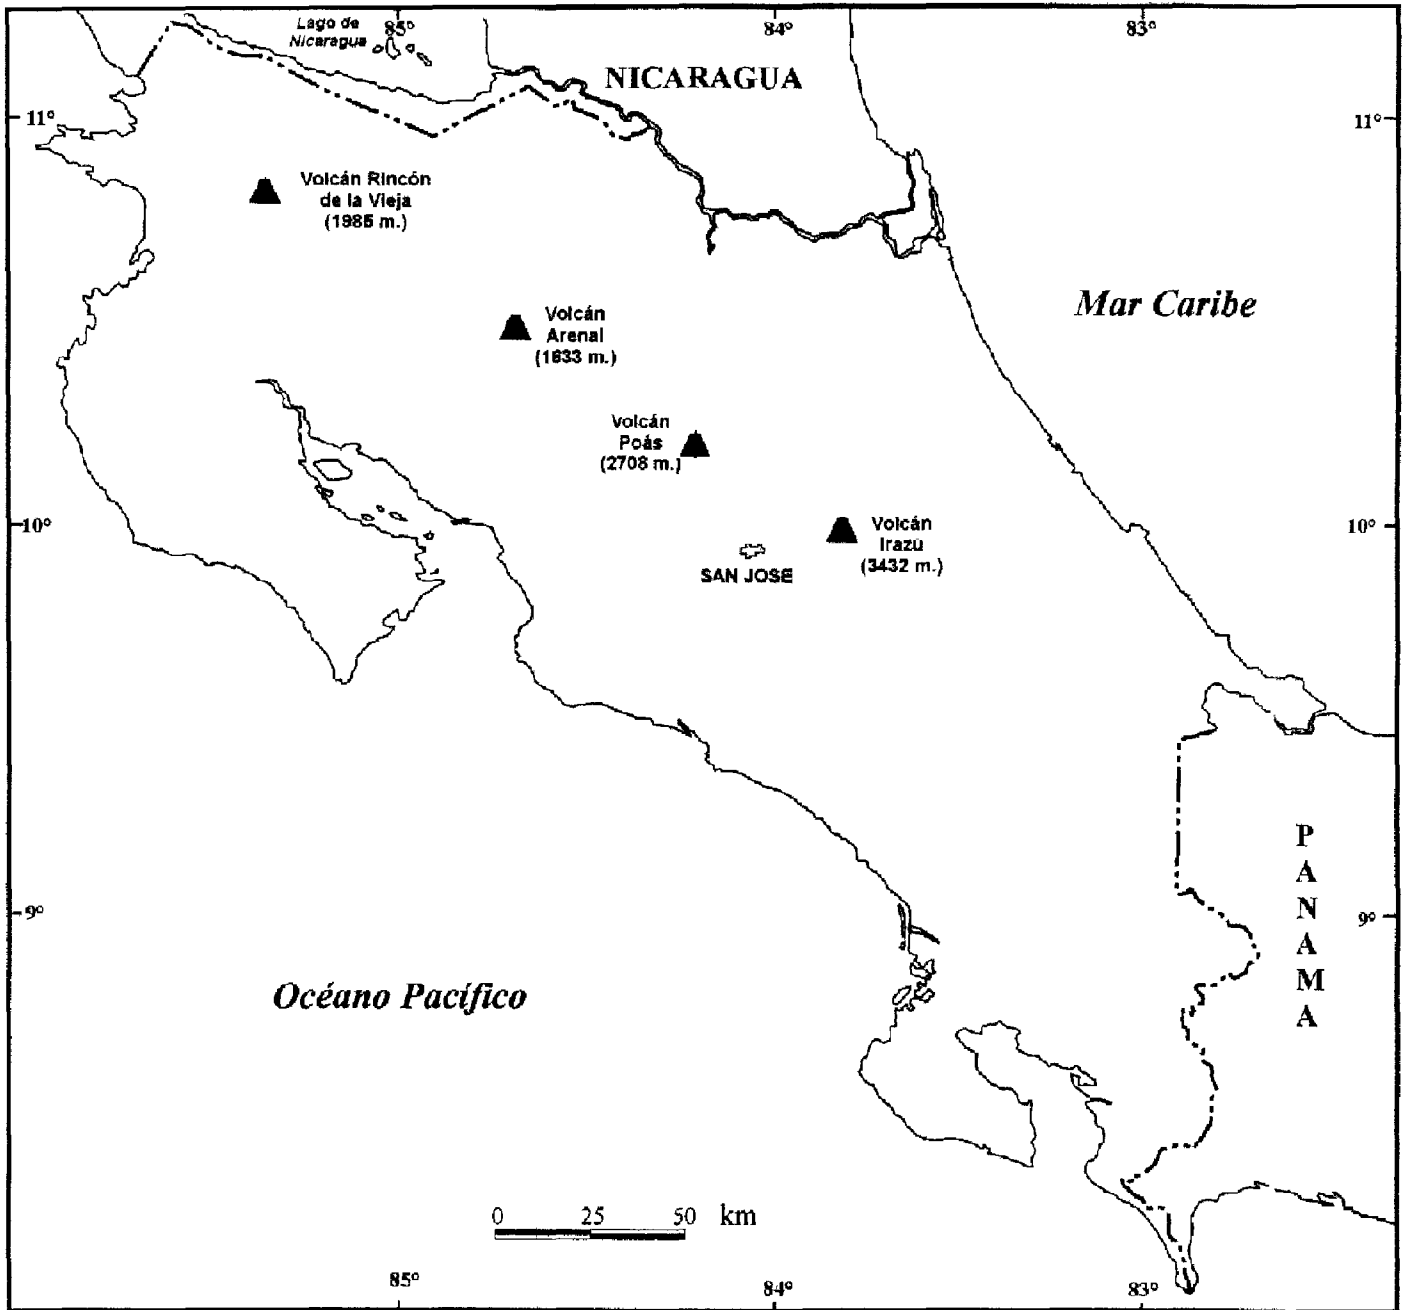 85°
84°
83°
Lago de
Nicaragua
NICARAGUA
11°
11°
Volcán Rincón
de la Vieja
(1985 m.)
Mar Caribe
Volcán
Arenal
(1633 m.)
Volcán
Poás
(2708 m.)
10°
10°
Volcán
Irazú
(3432 m.)
SAN JOSE
P
A
N
A
M
A
9°
9°
Océano Pacífico
0 25 50 km
85°
84°
83°